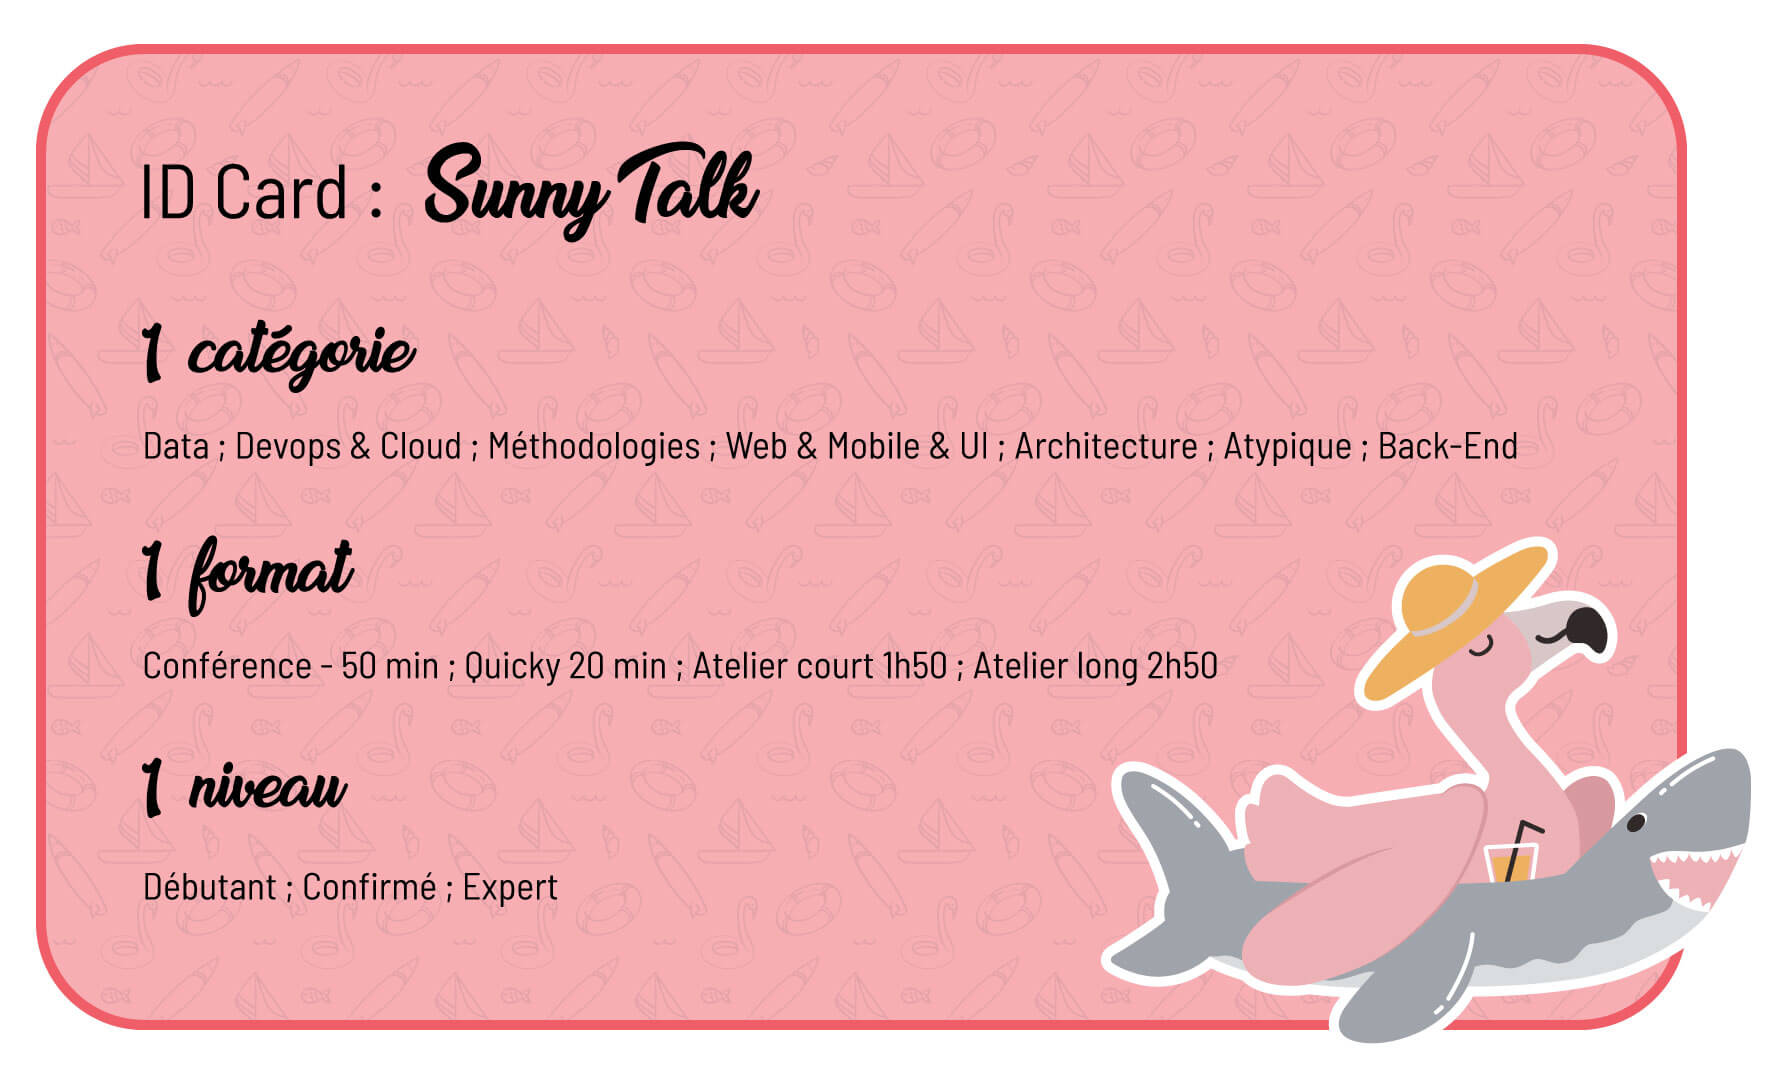 ID Card : Sunny Talk
1 catégorie
Data ; Devops & Cloud ; Méthodologies ; Web & Mobile & UI ; Architecture ; Atypique ; Back-End
1 format
Conférence - 50 min ; Quicky 20 min ; Atelier court 1h50 ; Atelier long 2h50
1 niveau
Débutant ; Confirmé ; Expert